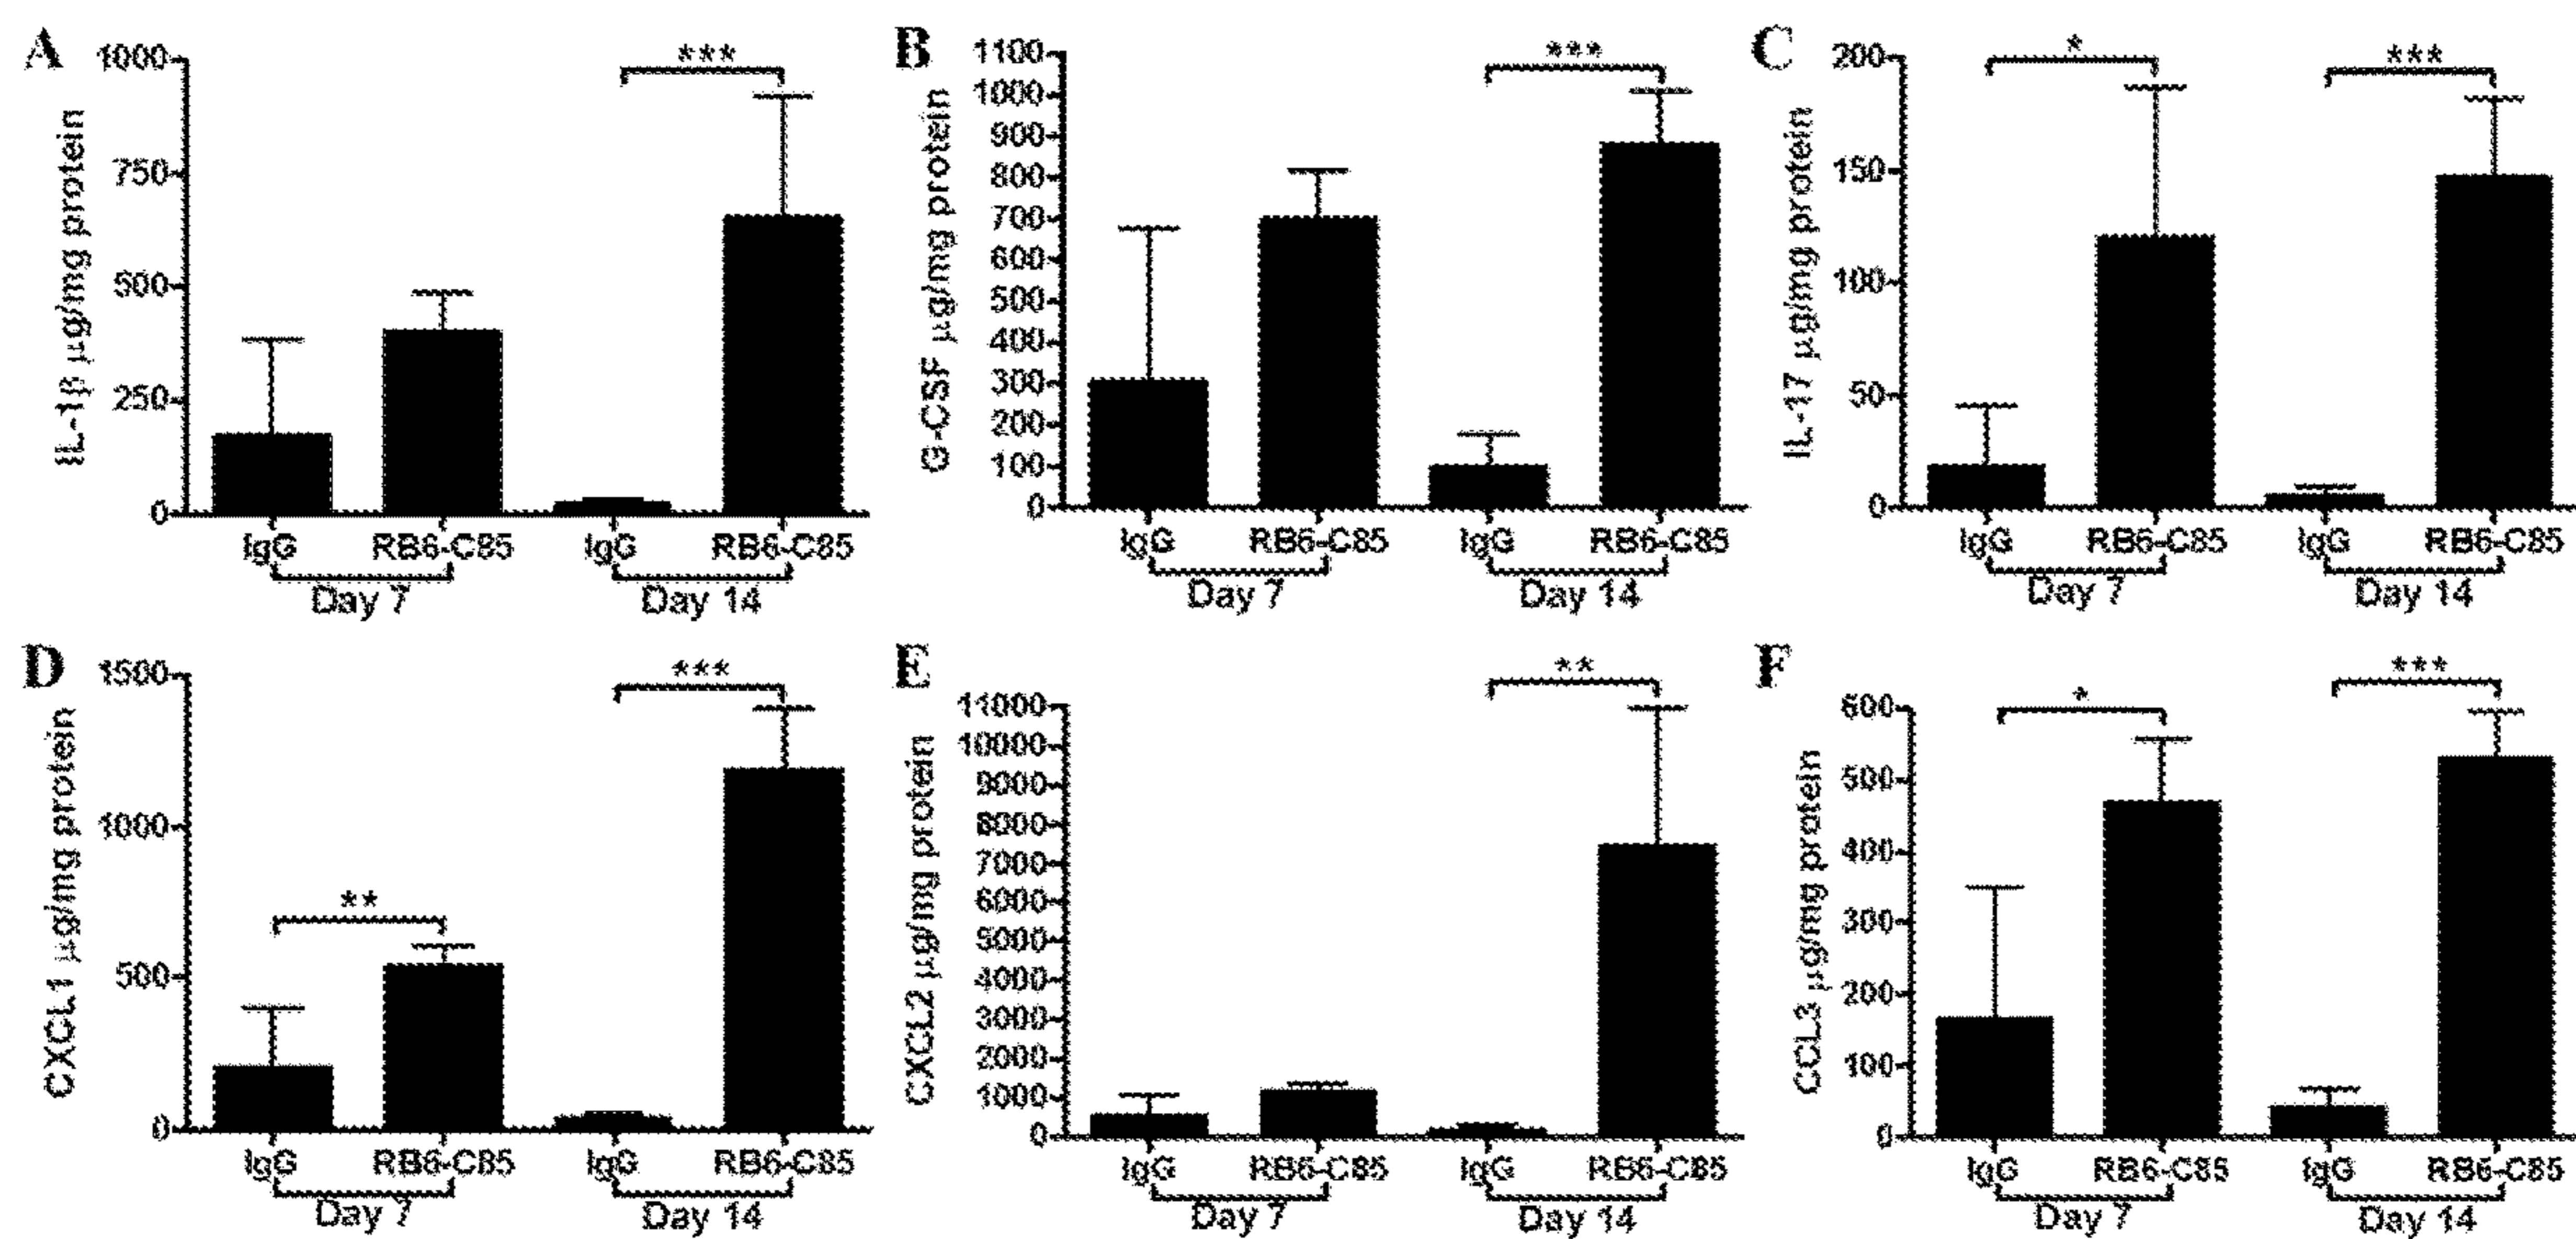 A
IL-1β µg/mg protein
1000
750
500
250
0
***
IgG RB6-C85 IgG RB6-C85
Day 7 Day 14
B
G-CSF µg/mg protein
1100
1000
900
800
700
600
500
400
300
200
100
0
***
IgG RB6-C85 IgG RB6-C85
Day 7 Day 14
C
IL-17 µg/mg protein
200
150
100
50
0
* ***
IgG RB6-C85 IgG RB6-C85
Day 7 Day 14
D
CXCL1 µg/mg protein
1500
1000
500
0
** ***
IgG RB6-C85 IgG RB6-C85
Day 7 Day 14
E
CXCL2 µg/mg protein
11000
10000
9000
8000
7000
6000
5000
4000
3000
2000
1000
0
**
IgG RB6-C85 IgG RB6-C85
Day 7 Day 14
F
CCL3 µg/mg protein
600
500
400
300
200
100
0
* ***
IgG RB6-C85 IgG RB6-C85
Day 7 Day 14